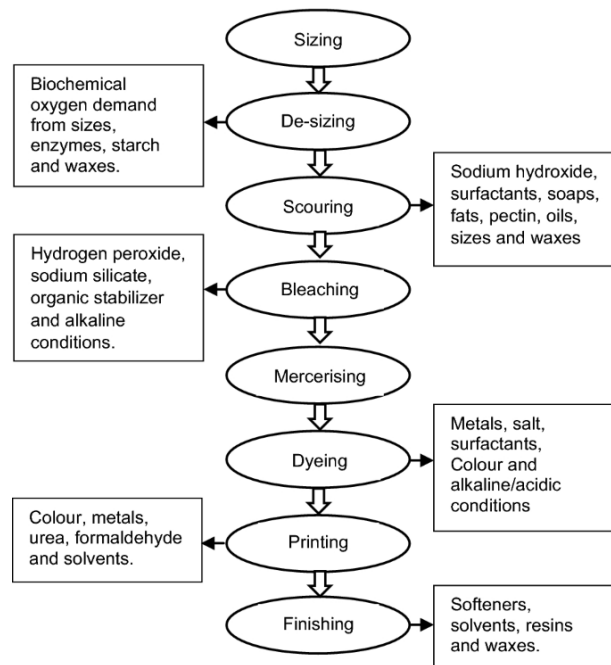 Sizing
Biochemical
oxygen demand
from sizes,
enzymes, starch
and waxes.
De-sizing
Scouring
Sodium hydroxide,
surfactants, soaps,
fats, pectin, oils,
sizes and waxes
Hydrogen peroxide,
sodium silicate,
organic stabilizer
and alkaline
conditions.
Bleaching
Mercerising
Dyeing
Metals, salt,
surfactants,
Colour and
alkaline/acidic
conditions
Colour, metals,
urea, formaldehyde
and solvents.
Printing
Finishing
Softeners,
solvents, resins
and waxes.